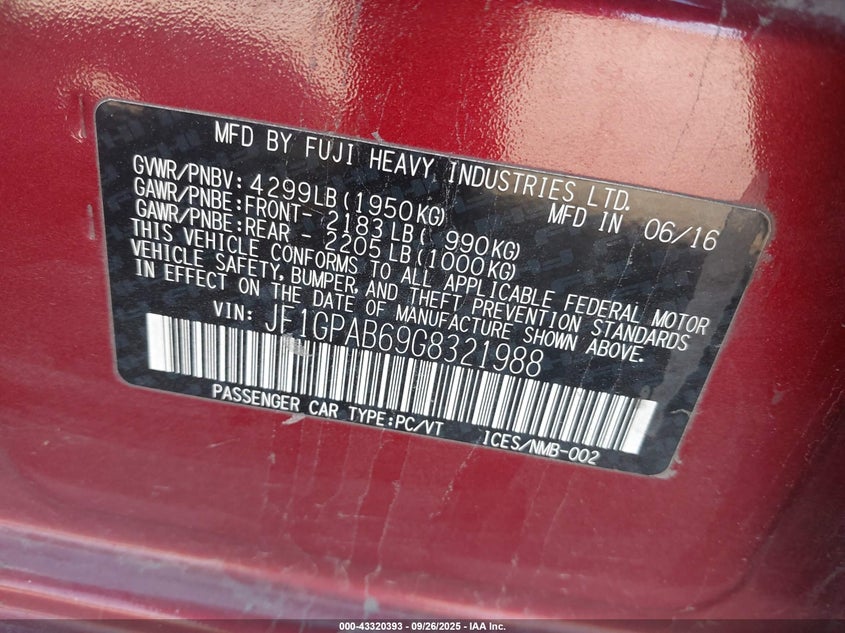 MFD BY FUJI HEAVY INDUSTRIES LTD.
GVWR/PNBV: 4299LB (1950KG) MFD IN 06/16
GAWR/PNBE:FRONT- 2183LB ( 990KG)
GAWR/PNBE:REAR - 2205LB (1000KG)
THIS VEHICLE CONFORMS TO ALL APPLICABLE FEDERAL MOTOR
VEHICLE SAFETY, BUMPER, AND THEFT PREVENTION STANDARDS
IN EFFECT ON THE DATE OF MANUFACTURE SHOWN ABOVE.
VIN: JF1GPAB69G8321988
PASSENGER CAR TYPE:PC/VT ICES/NMB-002
000-43320393 - 09/26/2025 - IAA Inc.